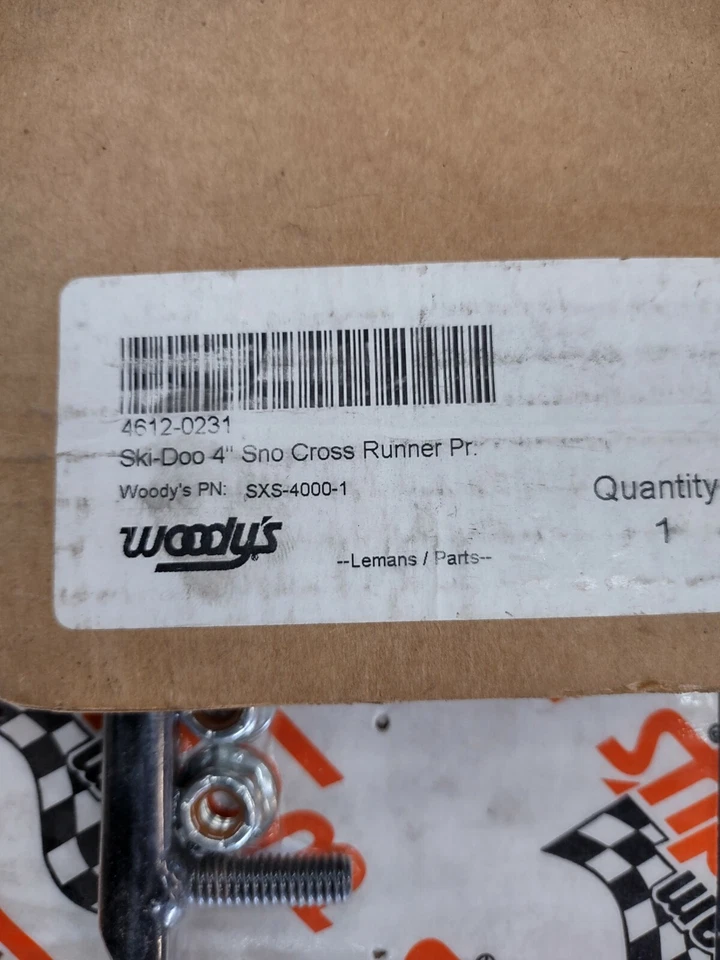 4612-0231
Ski-Doo 4" Sno Cross Runner Pr.
Woody's PN: SXS-4000-1
Quantity
1
woody's®
--Lemans / Parts--